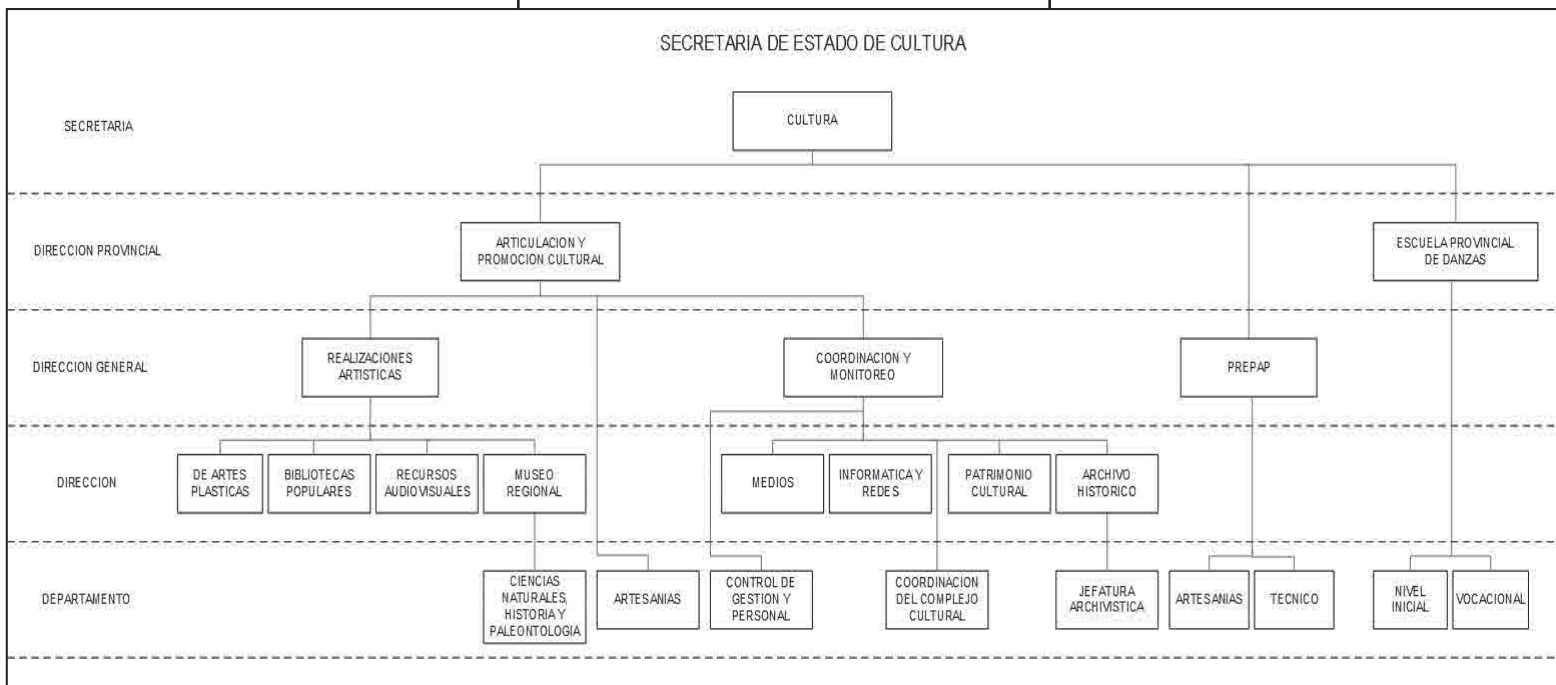 SECRETARIA DE ESTADO DE CULTURA
SECRETARIA
CULTURA
DIRECCION PROVINCIAL
ARTICULACION Y
PROMOCION CULTURAL
ESCUELA PROVINCIAL
DE DANZAS
DIRECCION GENERAL
REALIZACIONES
ARTISTICAS
COORDINACION Y
MONITOREO
PREPAP
DIRECCION
DE ARTES
PLASTICAS
BIBLIOTECAS
POPULARES
RECURSOS
AUDIOVISUALES
MUSEO
REGIONAL
MEDIOS
INFORMATICA Y
REDES
PATRIMONIO
CULTURAL
ARCHIVO
HISTORICO
DEPARTAMENTO
CIENCIAS
NATURALES,
HISTORIA Y
PALEONTOLOGIA
ARTESANIAS
CONTROL DE
GESTION Y
PERSONAL
COORDINACION
DEL COMPLEJO
CULTURAL
JEFATURA
ARCHIVISTICA
ARTESANIAS
TECNICO
NIVEL
INICIAL
VOCACIONAL